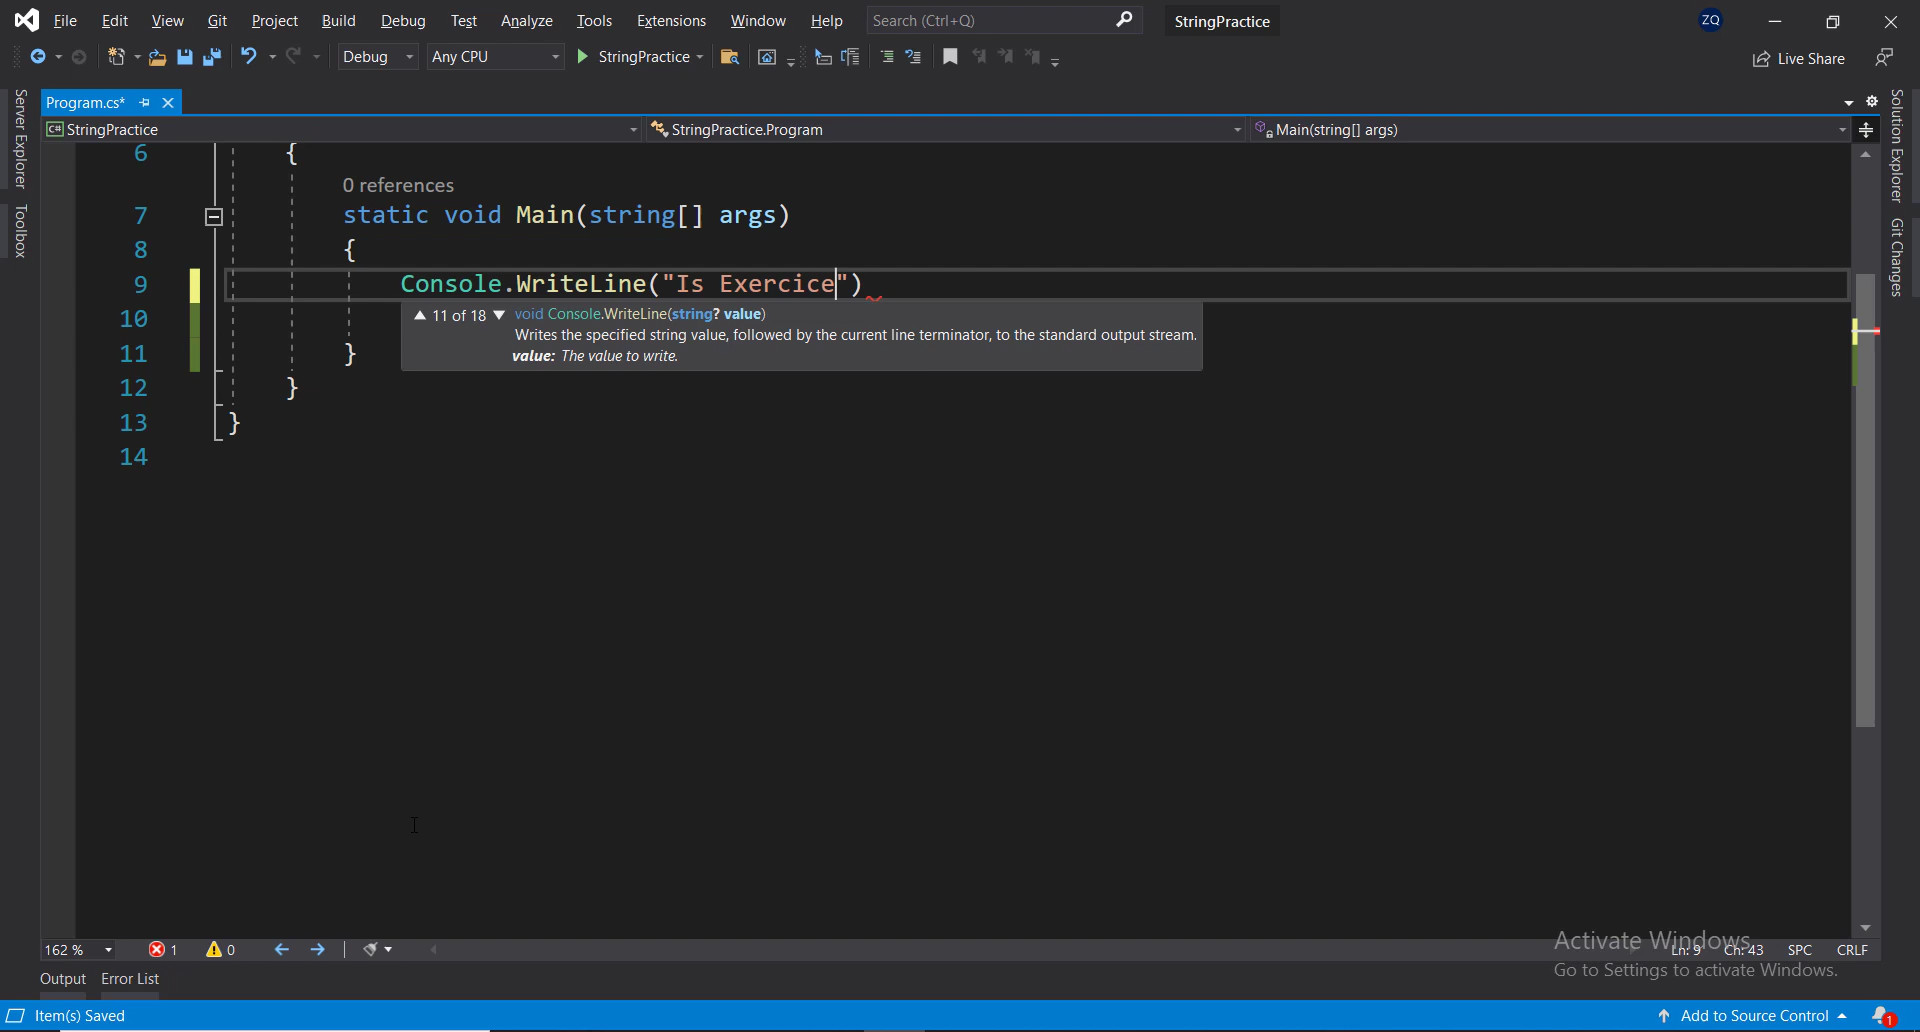 File Edit View Git Project Build Debug Test Analyze Tools Extensions Window Help Search (Ctrl+Q) StringPractice ZQ
Debug Any CPU StringPractice Live Share
Program.cs*
StringPractice StringPractice.Program Main(string[] args)
Server Explorer
Toolbox
Solution Explorer
Git Changes
6 {
0 references
7 static void Main(string[] args)
8 {
9 Console.WriteLine("Is Exercice")
10
11 of 18 void Console.WriteLine(string? value)
Writes the specified string value, followed by the current line terminator, to the standard output stream.
value: The value to write.
11 }
12 }
13 }
14
Activate Windows
Go to Settings to activate Windows.
162 % 1 0 Ln: 9 Ch: 43 SPC CRLF
Output Error List
Item(s) Saved Add to Source Control 1